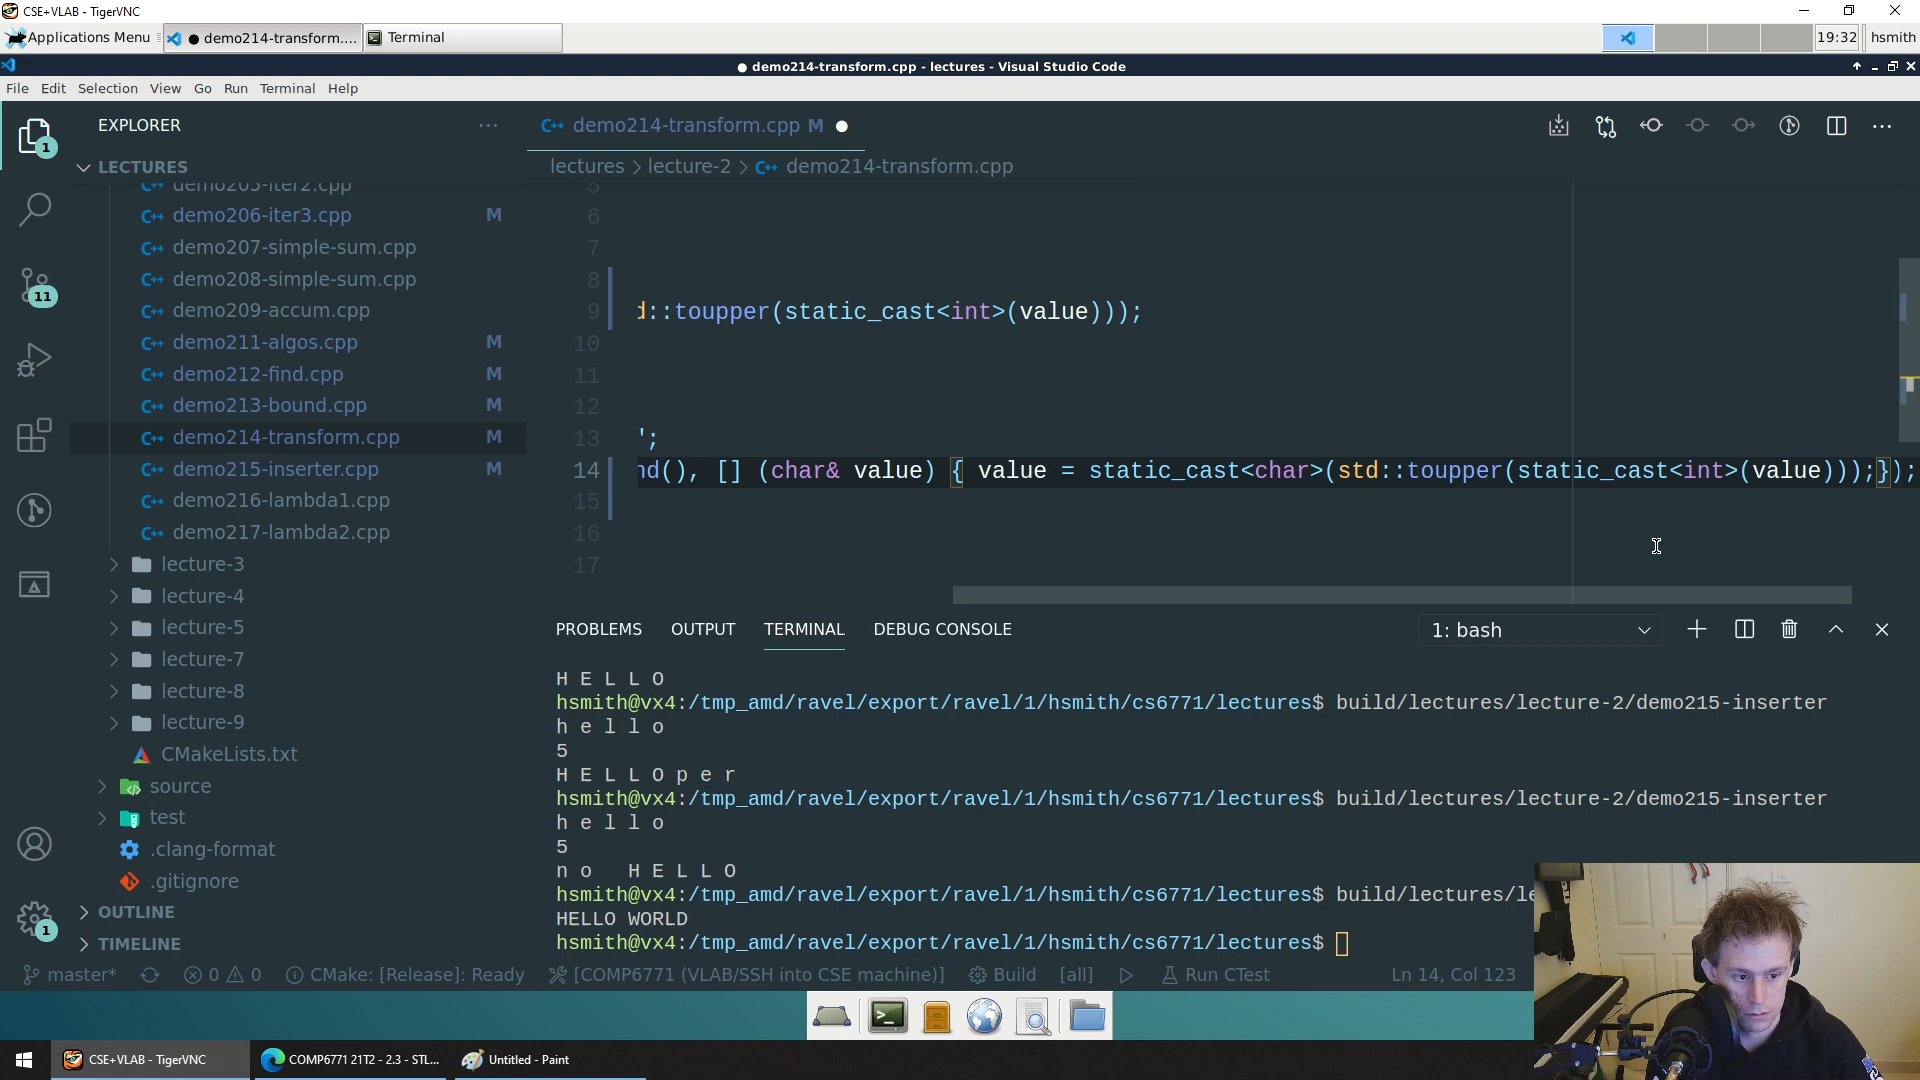 CSE+VLAB - TigerVNC
Applications Menu
● demo214-transform....
Terminal
19:32
hsmith
● demo214-transform.cpp - lectures - Visual Studio Code
File Edit Selection View Go Run Terminal Help
EXPLORER
LECTURES
demo205-iter2.cpp
demo206-iter3.cpp M
demo207-simple-sum.cpp
demo208-simple-sum.cpp
demo209-accum.cpp
demo211-algos.cpp M
demo212-find.cpp M
demo213-bound.cpp M
demo214-transform.cpp M
demo215-inserter.cpp M
demo216-lambda1.cpp
demo217-lambda2.cpp
lecture-3
lecture-4
lecture-5
lecture-7
lecture-8
lecture-9
CMakeLists.txt
source
test
.clang-format
.gitignore
OUTLINE
TIMELINE
1
11
1
demo214-transform.cpp M ●
lectures > lecture-2 > demo214-transform.cpp
5
6
7
8
9 d::toupper(static_cast<int>(value)));
10
11
12
13 ';
14 nd(), [] (char& value) { value = static_cast<char>(std::toupper(static_cast<int>(value)));});
15
16
17
PROBLEMS OUTPUT TERMINAL DEBUG CONSOLE
1: bash
H E L L O
hsmith@vx4:/tmp_amd/ravel/export/ravel/1/hsmith/cs6771/lectures$ build/lectures/lecture-2/demo215-inserter
h e l l o
5
H E L L O p e r
hsmith@vx4:/tmp_amd/ravel/export/ravel/1/hsmith/cs6771/lectures$ build/lectures/lecture-2/demo215-inserter
h e l l o
5
n o   H E L L O
hsmith@vx4:/tmp_amd/ravel/export/ravel/1/hsmith/cs6771/lectures$ build/lectures/le
HELLO WORLD
hsmith@vx4:/tmp_amd/ravel/export/ravel/1/hsmith/cs6771/lectures$
master* 0 0 CMake: [Release]: Ready [COMP6771 (VLAB/SSH into CSE machine)] Build [all] Run CTest Ln 14, Col 123
CSE+VLAB - TigerVNC
COMP6771 21T2 - 2.3 - STL...
Untitled - Paint